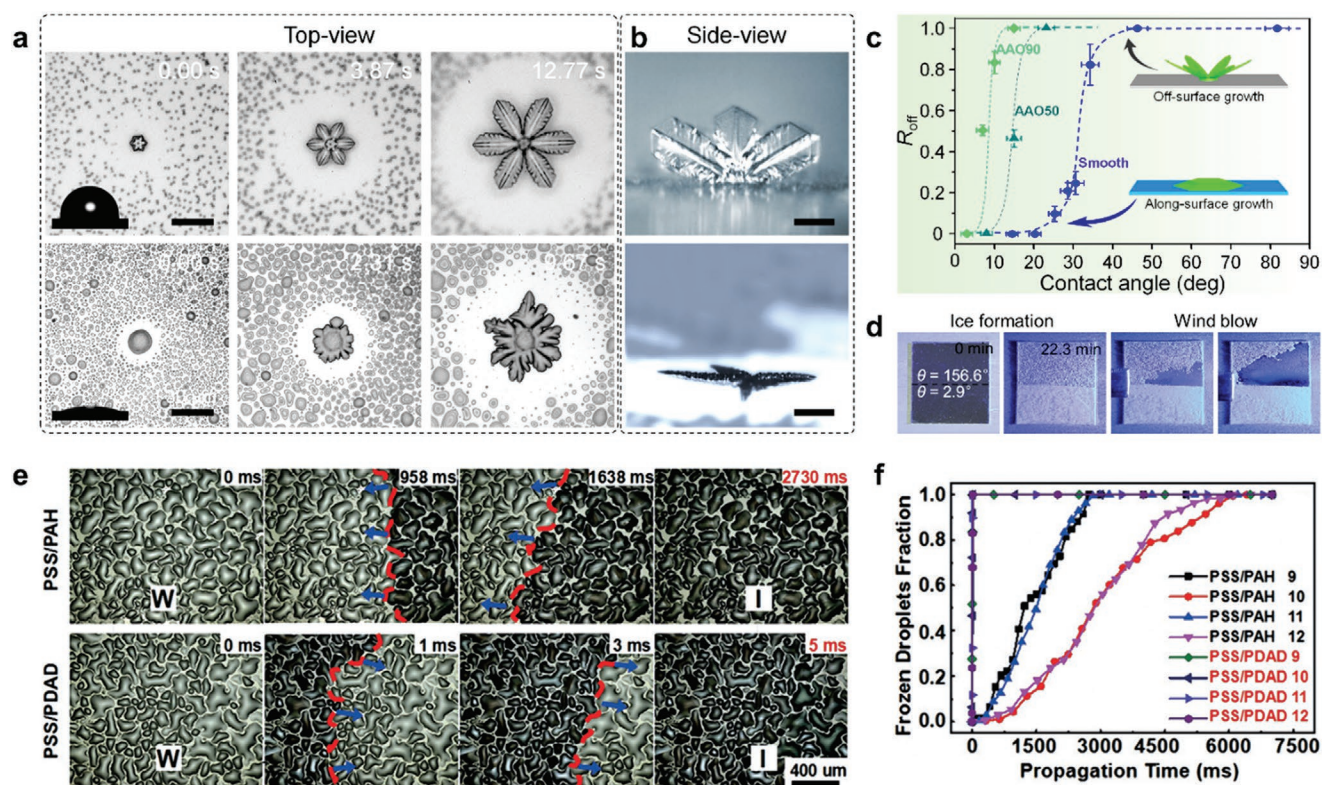 a
Top-view
0.00 s
3.87 s
12.77 s
b
Side-view
c
R_off
1.0
0.8
0.6
0.4
0.2
0
AAO90
AAO50
Smooth
Off-surface growth
Along-surface growth
0 10 20 30 40 50 60 70 80 90
Contact angle (deg)
d
Ice formation
Wind blow
0 min
θ = 156.6°
θ = 2.9°
22.3 min
e
PSS/PAH
0 ms
958 ms
1638 ms
2730 ms
W
I
PSS/PDAD
0 ms
1 ms
3 ms
5 ms
W
I
400 um
f
Frozen Droplets Fraction
1.0
0.8
0.6
0.4
0.2
0.0
PSS/PAH 9
PSS/PAH 10
PSS/PAH 11
PSS/PAH 12
PSS/PDAD 9
PSS/PDAD 10
PSS/PDAD 11
PSS/PDAD 12
0 1500 3000 4500 6000 7500
Propagation Time (ms)